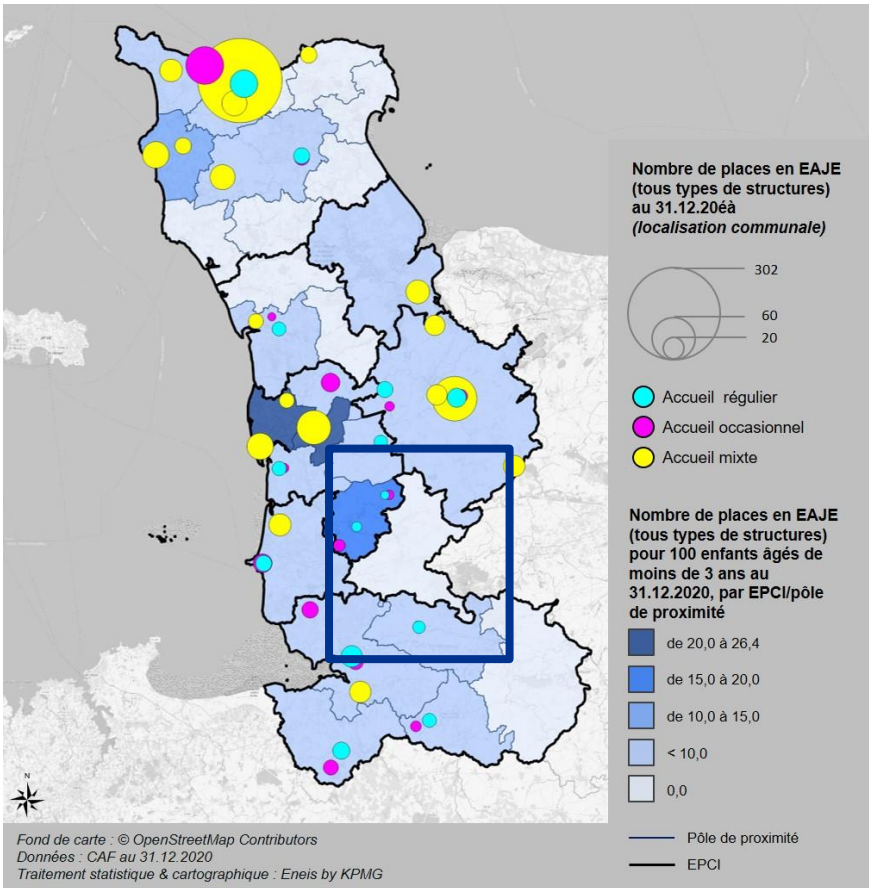 Nombre de places en EAJE
(tous types de structures)
au 31.12.20éà
(localisation communale)
302
60
20
Accueil régulier
Accueil occasionnel
Accueil mixte
Nombre de places en EAJE
(tous types de structures)
pour 100 enfants âgés de
moins de 3 ans au
31.12.2020, par EPCI/pôle
de proximité
de 20,0 à 26,4
de 15,0 à 20,0
de 10,0 à 15,0
< 10,0
0,0
Pôle de proximité
EPCI
N
Fond de carte : © OpenStreetMap Contributors
Données : CAF au 31.12.2020
Traitement statistique & cartographique : Eneis by KPMG